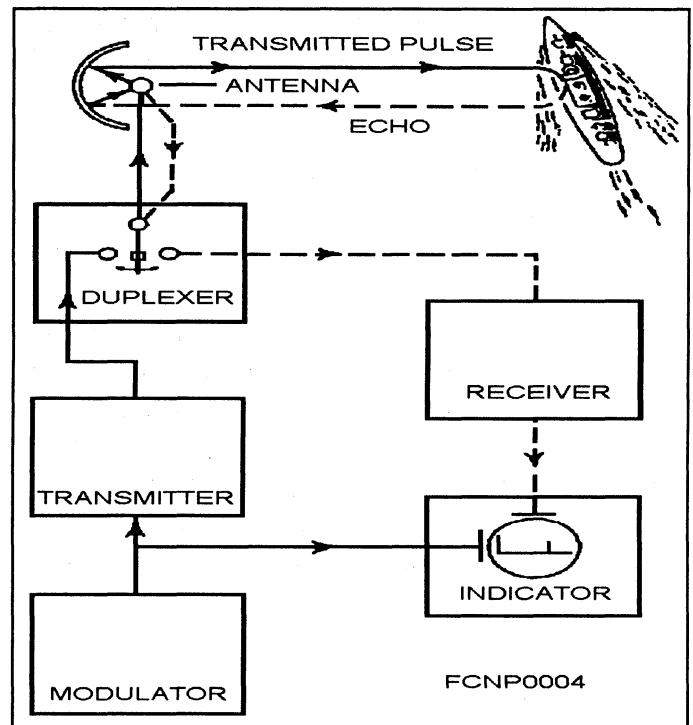 TRANSMITTED PULSE
ANTENNA
ECHO
DUPLEXER
RECEIVER
TRANSMITTER
INDICATOR
MODULATOR
FCNP0004